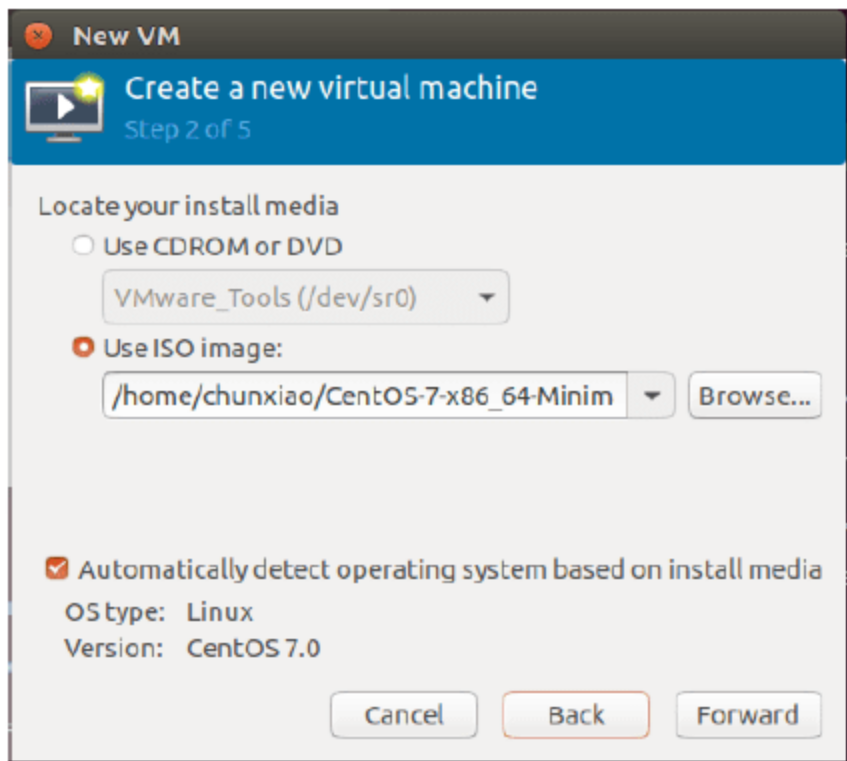 New VM
Create a new virtual machine
Step 2 of 5
Locate your install media
Use CDROM or DVD
VMware_Tools (/dev/sr0)
Use ISO image:
/home/chunxiao/CentOS-7-x86_64-Minim
Browse...
Automatically detect operating system based on install media
OS type: Linux
Version: CentOS 7.0
Cancel Back Forward